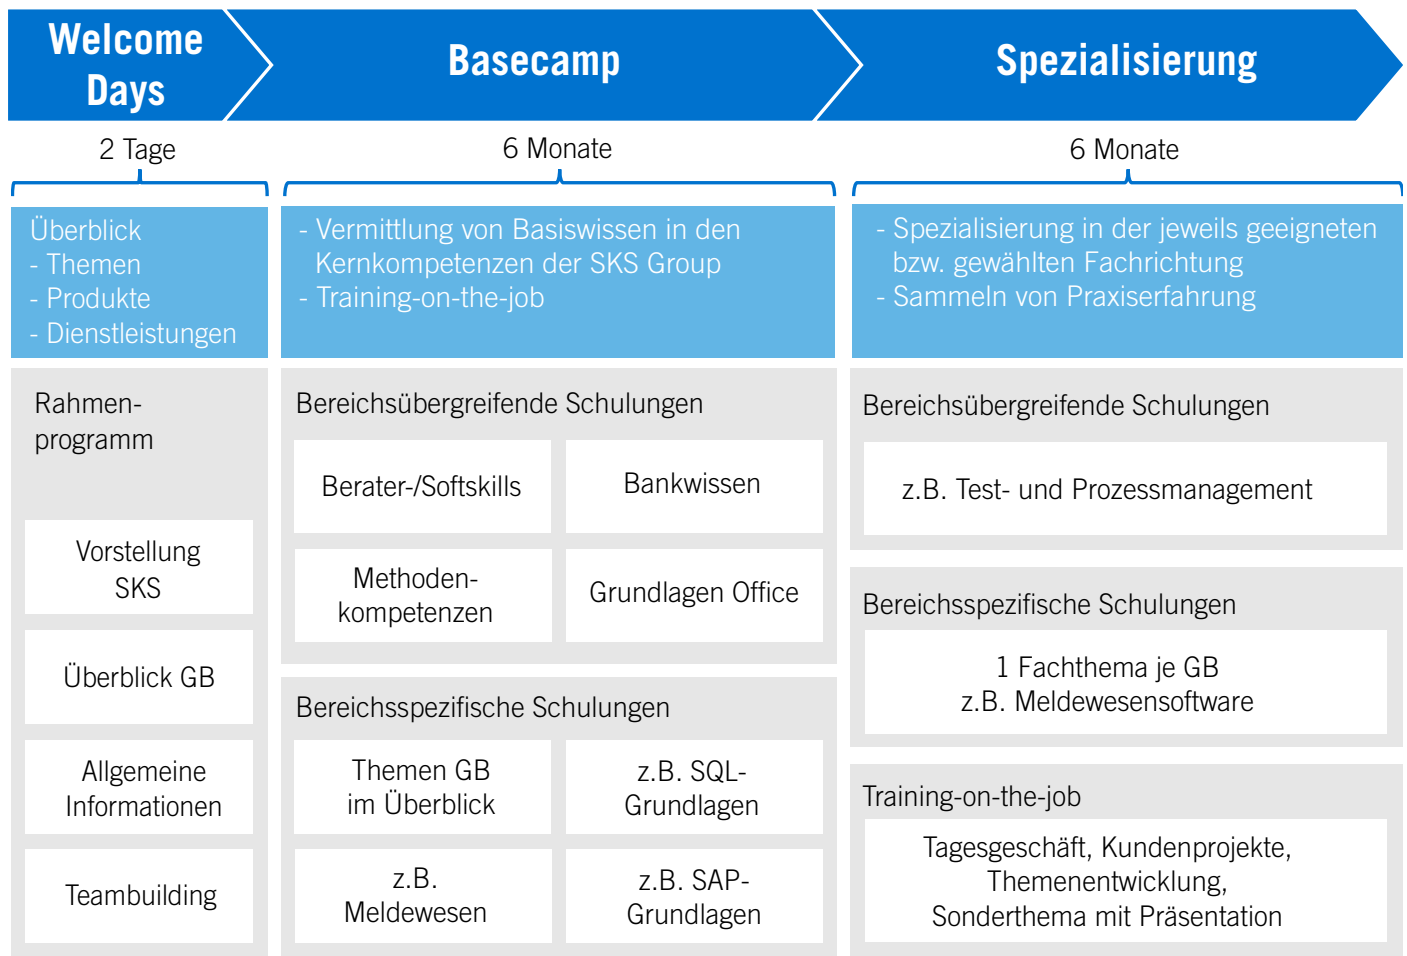 Welcome
Days
Basecamp
Spezialisierung
2 Tage
6 Monate
6 Monate
Überblick
- Themen
- Produkte
- Dienstleistungen
- Vermittlung von Basiswissen in den
Kernkompetenzen der SKS Group
- Training-on-the-job
- Spezialisierung in der jeweils geeigneten
bzw. gewählten Fachrichtung
- Sammeln von Praxiserfahrung
Rahmen-
programm
Vorstellung
SKS
Überblick GB
Allgemeine
Informationen
Teambuilding
Bereichsübergreifende Schulungen
Berater-/Softskills
Bankwissen
Methoden-
kompetenzen
Grundlagen Office
Bereichsspezifische Schulungen
Themen GB
im Überblick
z.B. SQL-
Grundlagen
z.B.
Meldewesen
z.B. SAP-
Grundlagen
Bereichsübergreifende Schulungen
z.B. Test- und Prozessmanagement
Bereichsspezifische Schulungen
1 Fachthema je GB
z.B. Meldewesensoftware
Training-on-the-job
Tagesgeschäft, Kundenprojekte,
Themenentwicklung,
Sonderthema mit Präsentation